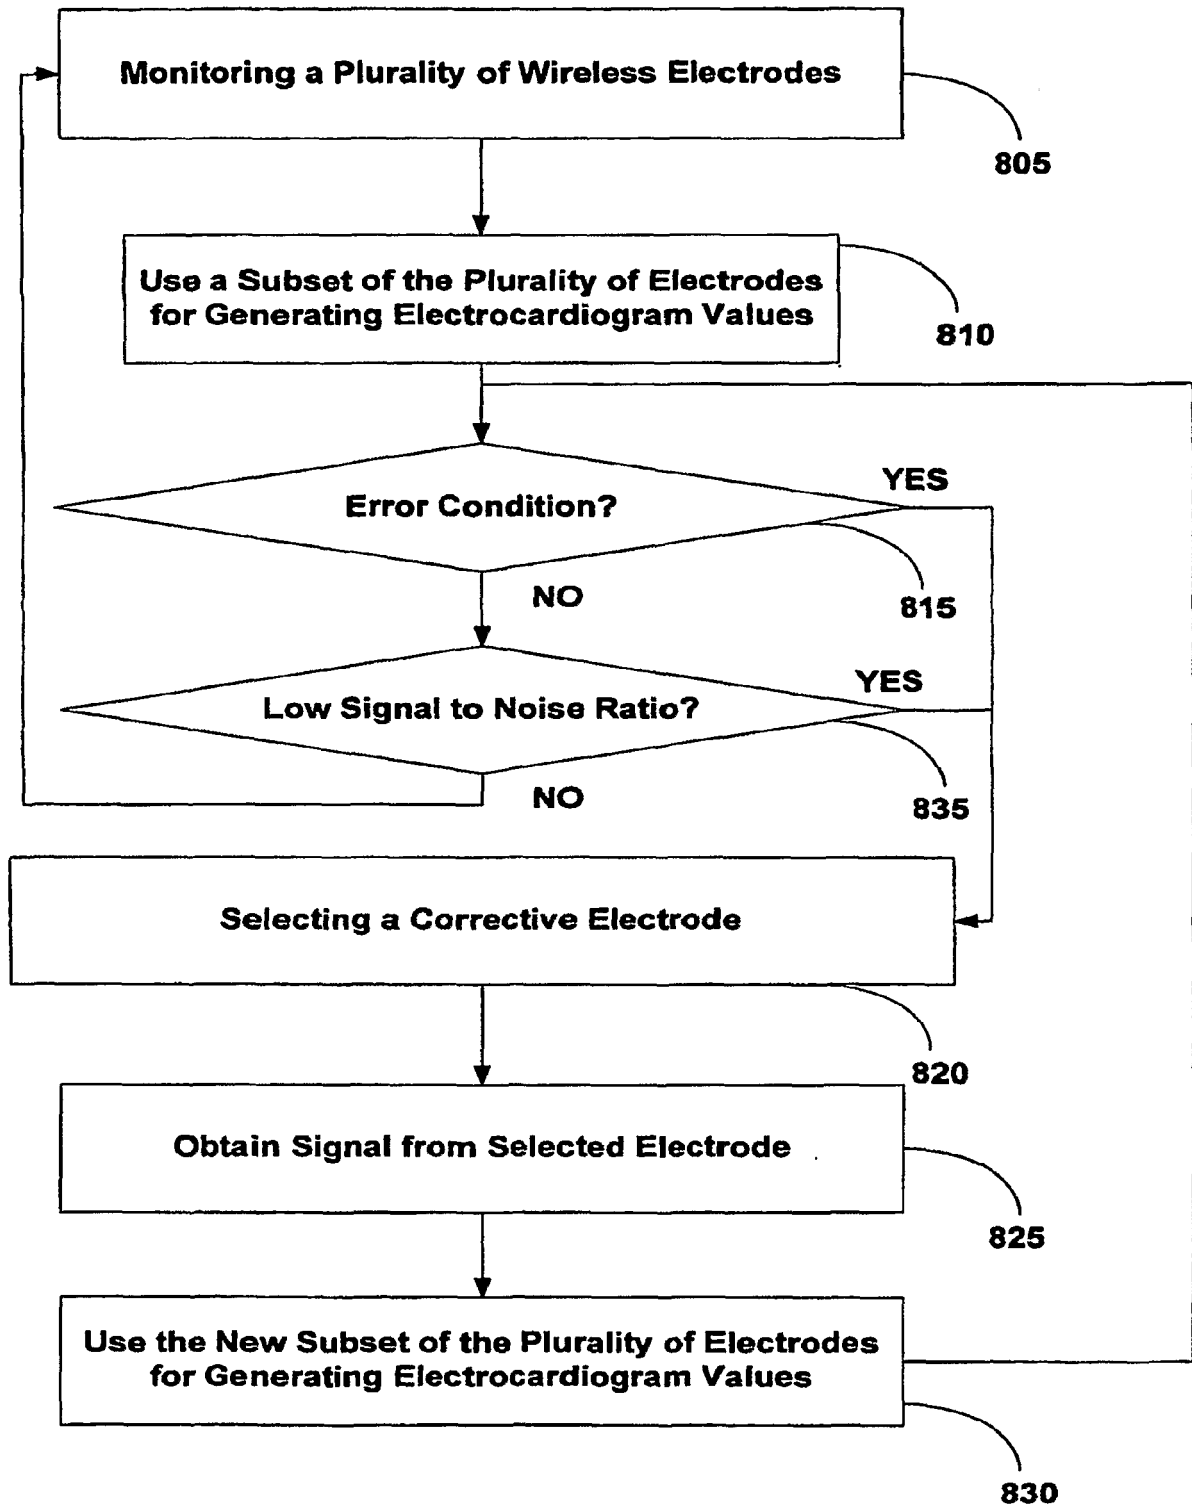 Monitoring a Plurality of Wireless Electrodes
805
Use a Subset of the Plurality of Electrodes
for Generating Electrocardiogram Values
810
Error Condition?
YES
815
NO
Low Signal to Noise Ratio?
YES
835
NO
Selecting a Corrective Electrode
820
Obtain Signal from Selected Electrode
825
Use the New Subset of the Plurality of Electrodes
for Generating Electrocardiogram Values
830